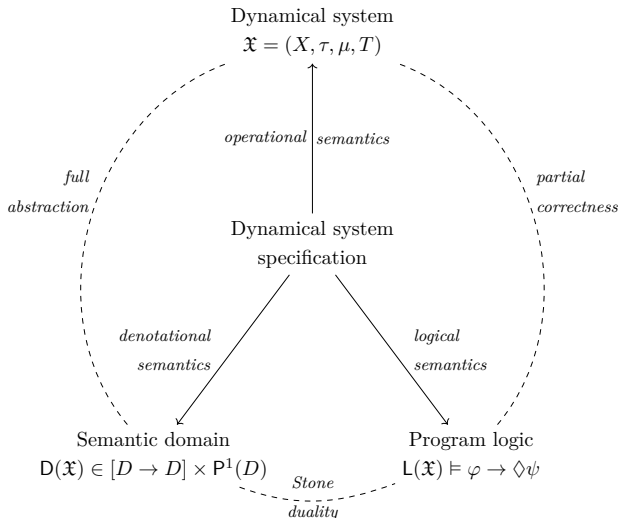 Dynamical system
𝔛 = (X, τ, μ, T)
operational semantics
full
abstraction
partial
correctness
Dynamical system
specification
denotational
semantics
logical
semantics
Semantic domain
D(𝔛) ∈ [D → D] × P¹(D)
Program logic
L(𝔛) ⊨ φ → ◊ψ
Stone
duality